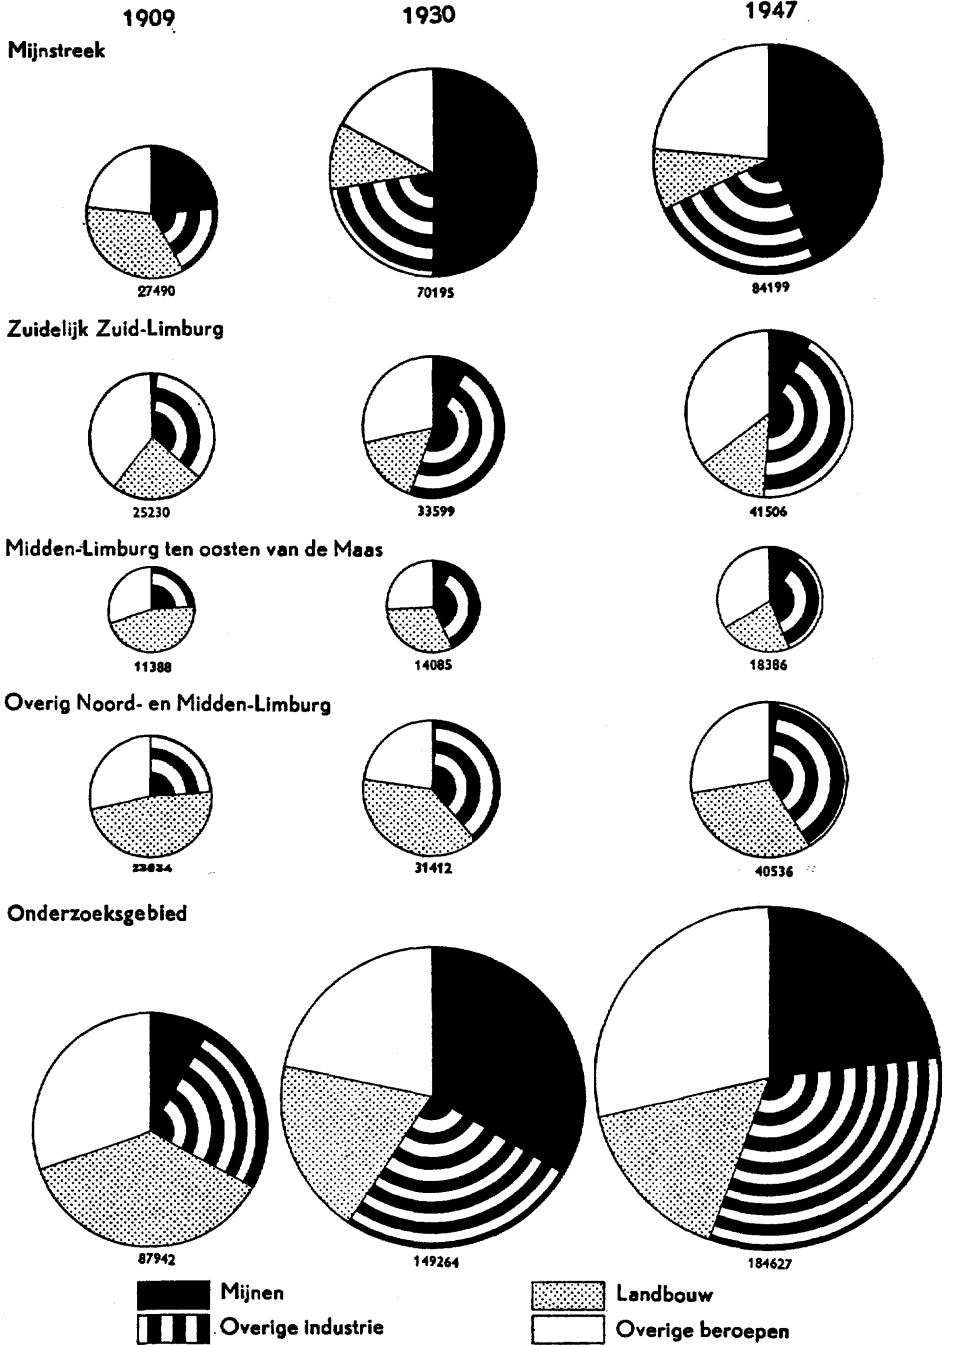 1909 1930 1947
Mijnstreek
27490 70195 84199
Zuidelijk Zuid-Limburg
25230 33599 41506
Midden-Limburg ten oosten van de Maas
11388 14085 18386
Overig Noord- en Midden-Limburg
31412 40536
Onderzoeksgebied
87942 149264 184627
Mijnen Landbouw
Overige industrie Overige beroepen